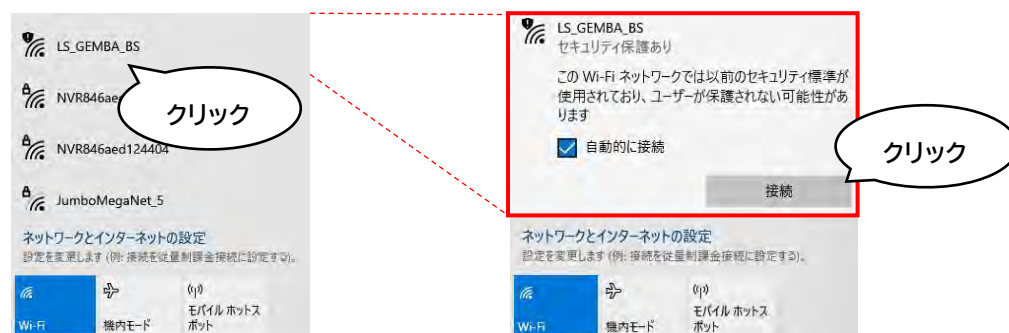 LS_GEMBA_BS
NVR846ae
クリック
NVR846aed124404
JumboMegaNet_5
ネットワークとインターネットの設定
設定を変更します (例: 接続を従量制課金接続に設定する)。
Wi-Fi
機内モード
モバイル ホットス
ポット
LS_GEMBA_BS
セキュリティ保護あり
この Wi-Fi ネットワークでは以前のセキュリティ標準が
使用されており、ユーザーが保護されない可能性があ
ります
自動的に接続
クリック
接続
ネットワークとインターネットの設定
設定を変更します (例: 接続を従量制課金接続に設定する)。
Wi-Fi
機内モード
モバイル ホットス
ポット